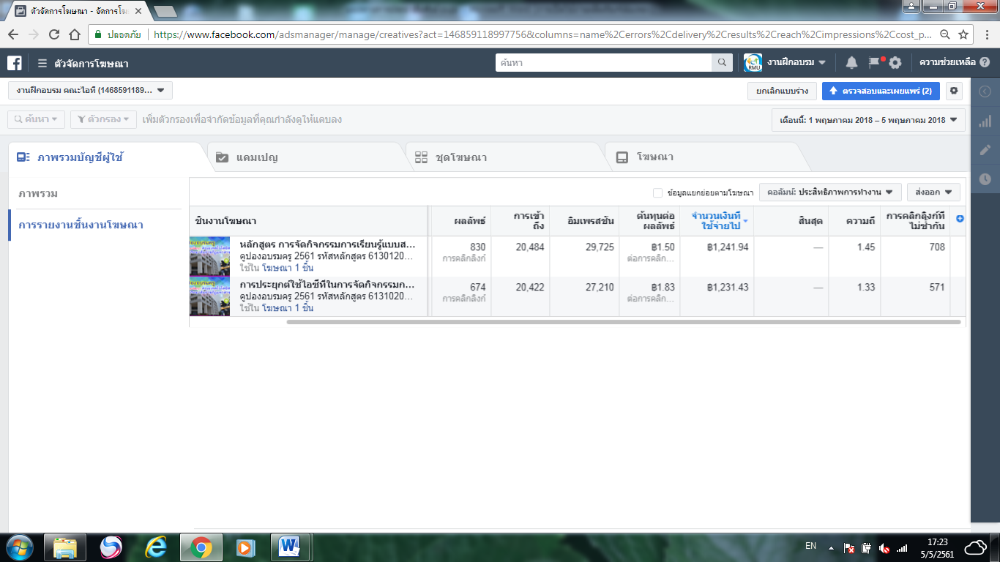 ตัวจัดการโฆษณา - จัดการโฆ
ปลอดภัย
https://www.facebook.com/adsmanager/manage/creatives?act=146859118997756&columns=name%2Cerrors%2Cdelivery%2Cresults%2Creach%2Cimpressions%2Ccost_p...
ตัวจัดการโฆษณา
ค้นหา
RMU
งานฝึกอบรม
ความช่วยเหลือ
งานฝึกอบรม คณะไอที (1468591189...
ยกเลิกแบบร่าง
ตรวจสอบและเผยแพร่ (2)
ค้นหา
ตัวกรอง
เพิ่มตัวกรองเพื่อจำกัดข้อมูลที่คุณกำลังดูให้แคบลง
เดือนนี้: 1 พฤษภาคม 2018 – 5 พฤษภาคม 2018
ภาพรวมบัญชีผู้ใช้
แคมเปญ
ชุดโฆษณา
โฆษณา
ภาพรวม
การรายงานชิ้นงานโฆษณา
ข้อมูลแยกย่อยตามโฆษณา
คอลัมน์: ประสิทธิภาพการทำงาน
ส่งออก
ชิ้นงานโฆษณา
ผลลัพธ์
การเข้าถึง
อิมเพรสชัน
ต้นทุนต่อผลลัพธ์
จำนวนเงินที่ใช้จ่ายไป
สิ้นสุด
ความถี่
การคลิกลิงก์ที่ไม่ซ้ำกัน
หลักสูตร การจัดกิจกรรมการเรียนรู้แบบส...
คูปองอบรมครู 2561 รหัสหลักสูตร 6130120...
ใช้ใน โฆษณา 1 ชิ้น
830
การคลิกลิงก์
20,484
29,725
฿1.50
ต่อการคลิก...
฿1,241.94
—
1.45
708
การประยุกต์ใช้ไอซีทีในการจัดกิจกรรมก...
คูปองอบรมครู 2561 รหัสหลักสูตร 6131020...
ใช้ใน โฆษณา 1 ชิ้น
674
การคลิกลิงก์
20,422
27,210
฿1.83
ต่อการคลิก...
฿1,231.43
—
1.33
571
EN
17:23
5/5/2561